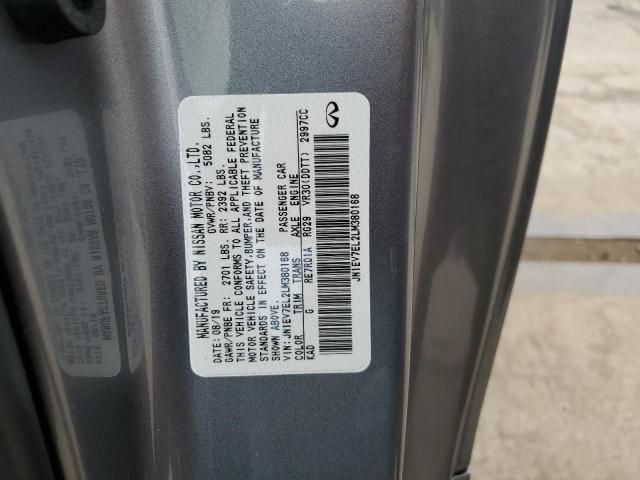 MANUFACTURED BY NISSAN MOTOR CO.,LTD.
DATE: 08/19 GVWR/PNBV: 5082 LBS.
GAWR/PNBE FR: 2701 LBS. RR: 2392 LBS.
THIS VEHICLE CONFORMS TO ALL APPLICABLE FEDERAL
MOTOR VEHICLE SAFETY, BUMPER, AND THEFT PREVENTION
STANDARDS IN EFFECT ON THE DATE OF MANUFACTURE
SHOWN ABOVE.
VIN: JN1EV7EL2LM380168 PASSENGER CAR
COLOR TRIM TRANS AXLE ENGINE
KAD G RE7R01A RG29 VR30(DDTT) 2997CC
JN1EV7EL2LM380168